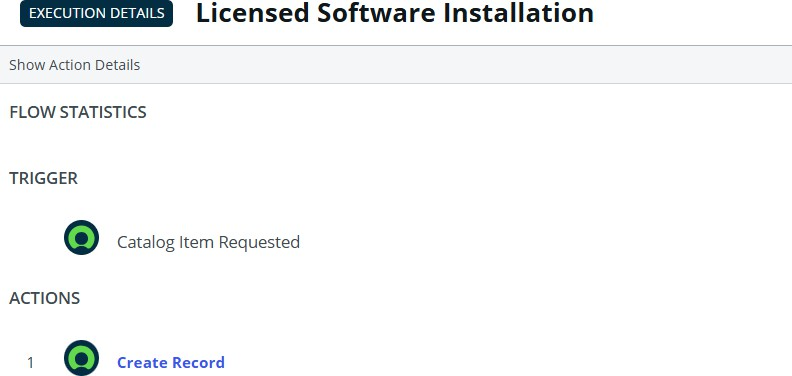 EXECUTION DETAILS Licensed Software Installation
Show Action Details
FLOW STATISTICS
TRIGGER
Catalog Item Requested
ACTIONS
1 Create Record